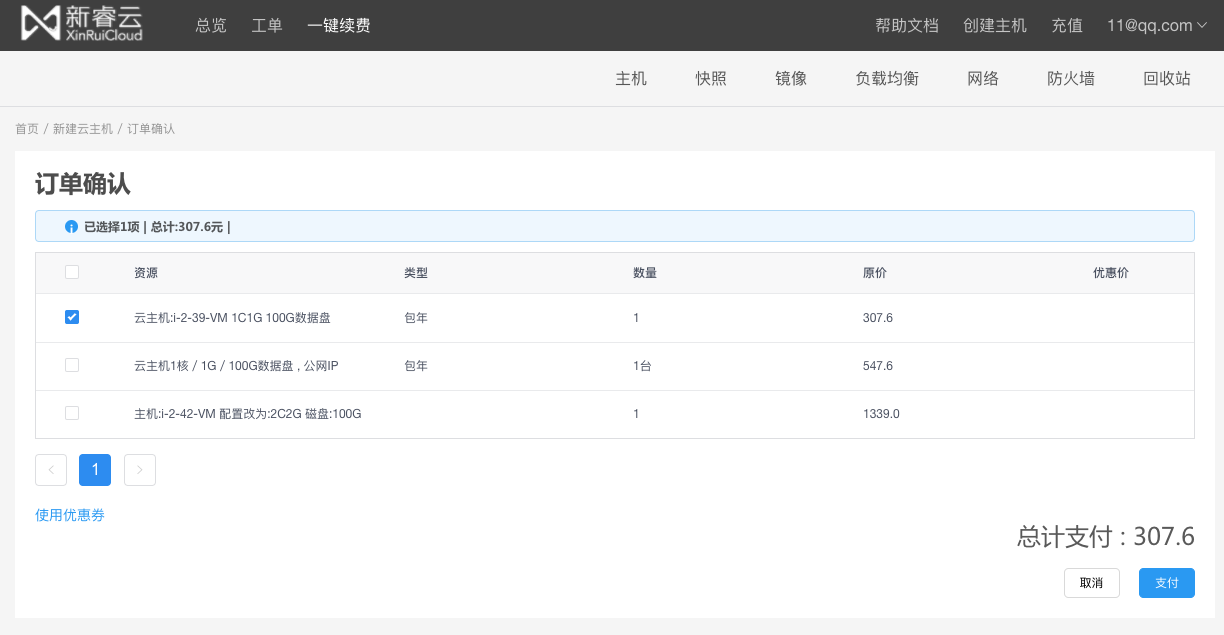 新睿云
XinRuiCloud
总览 工单 一键续费 帮助文档 创建主机 充值 11@qq.com
主机 快照 镜像 负载均衡 网络 防火墙 回收站
首页 / 新建云主机 / 订单确认
订单确认
已选择1项 | 总计:307.6元 |
资源 类型 数量 原价 优惠价
云主机:i-2-39-VM 1C1G 100G数据盘 包年 1 307.6
云主机1核 / 1G / 100G数据盘 , 公网IP 包年 1台 547.6
主机:i-2-42-VM 配置改为:2C2G 磁盘:100G 1 1339.0
< 1 >
使用优惠券
总计支付 : 307.6
取消 支付